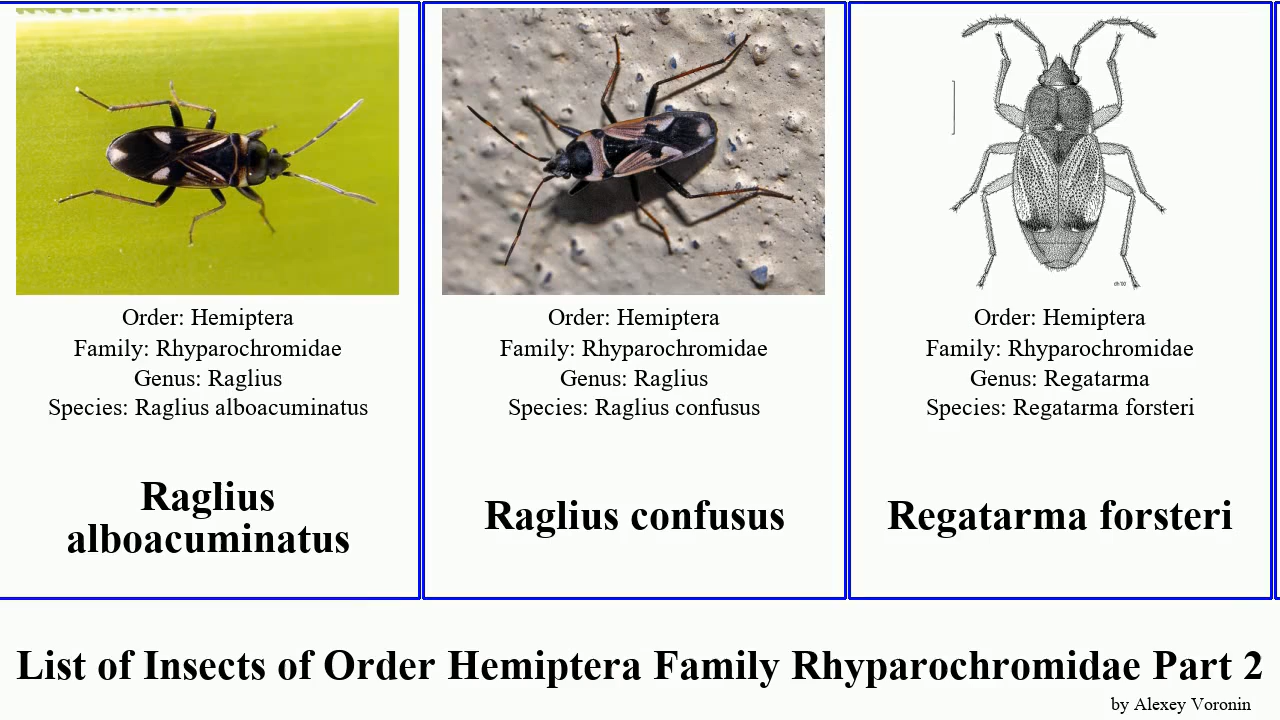 Order: Hemiptera
Family: Rhyparochromidae
Genus: Raglius
Species: Raglius alboacuminatus
Raglius
alboacuminatus
Order: Hemiptera
Family: Rhyparochromidae
Genus: Raglius
Species: Raglius confusus
Raglius confusus
Order: Hemiptera
Family: Rhyparochromidae
Genus: Regatarma
Species: Regatarma forsteri
Regatarma forsteri
List of Insects of Order Hemiptera Family Rhyparochromidae Part 2
by Alexey Voronin